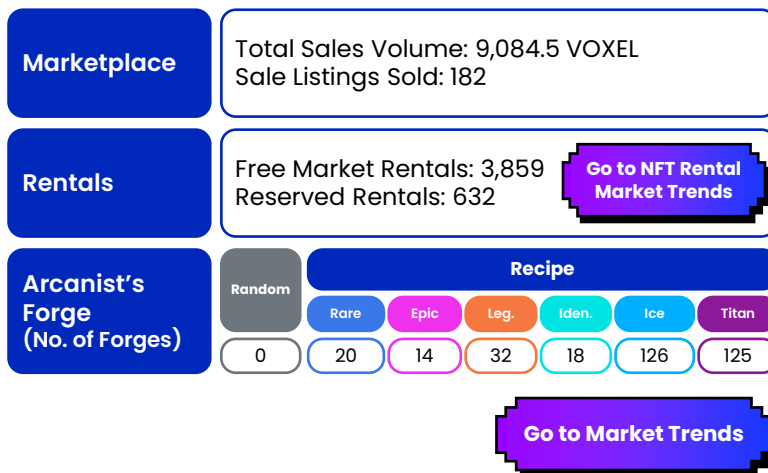 Marketplace
Total Sales Volume: 9,084.5 VOXEL
Sale Listings Sold: 182
Rentals
Free Market Rentals: 3,859
Reserved Rentals: 632
Go to NFT Rental
Market Trends
Arcanist’s
Forge
(No. of Forges)
Random
Recipe
Rare Epic Leg. Iden. Ice Titan
0 20 14 32 18 126 125
Go to Market Trends